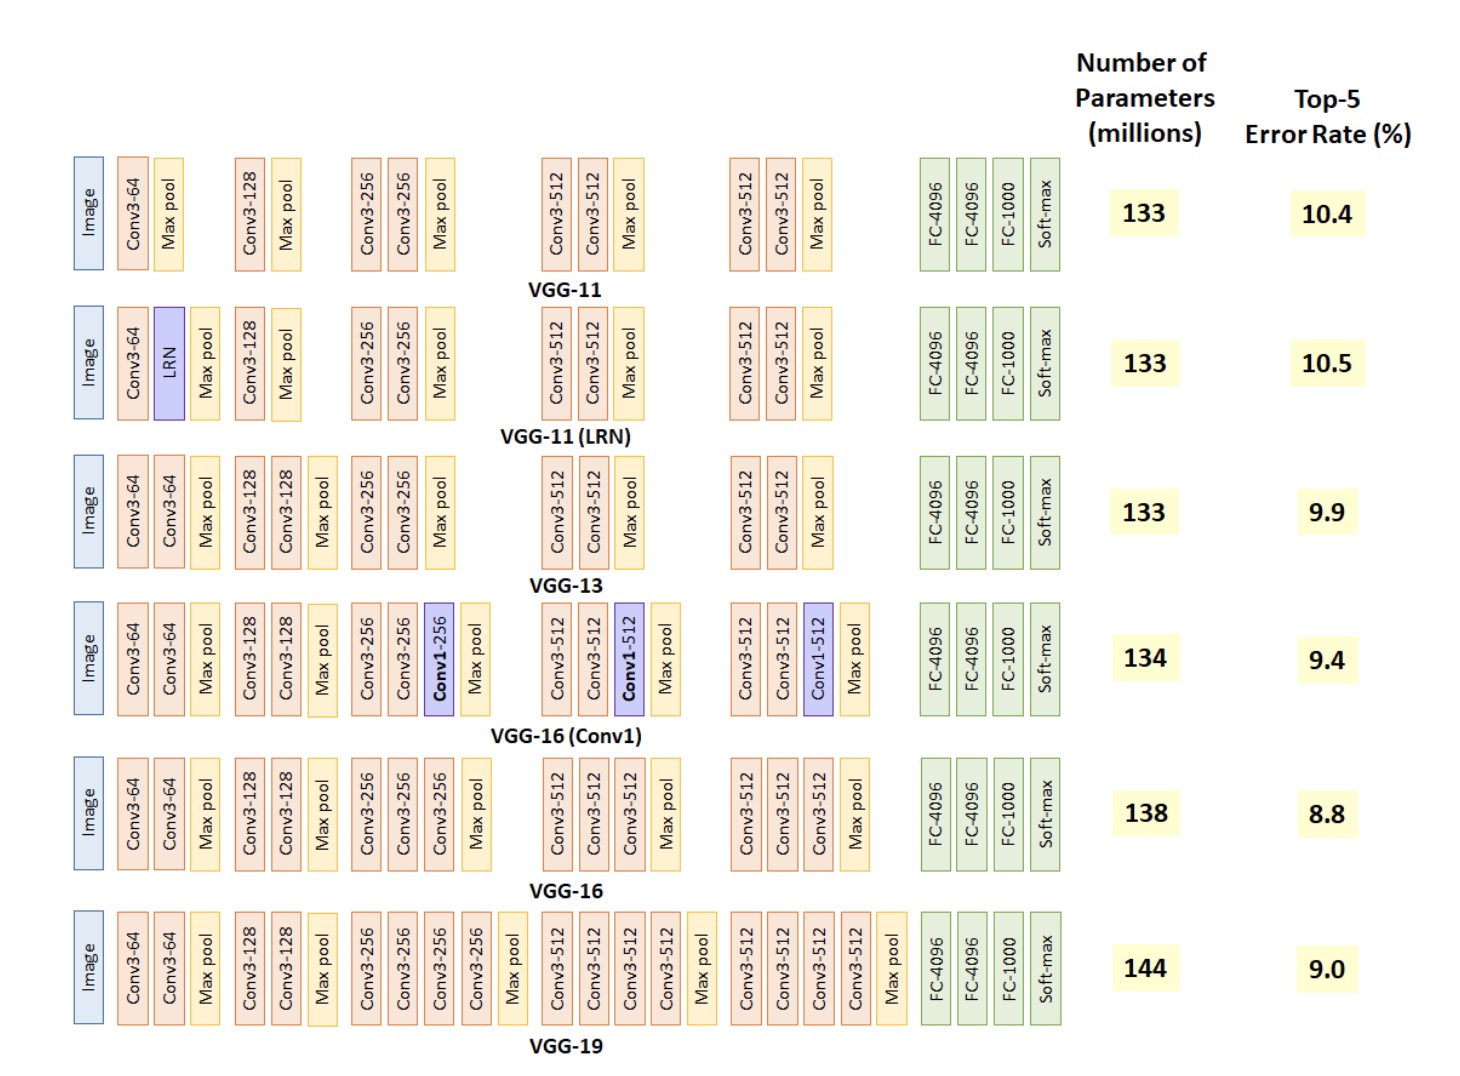 Number of
Parameters
(millions)
Top-5
Error Rate (%)
Image
Conv3-64
Max pool
Conv3-128
Max pool
Conv3-256
Conv3-256
Max pool
Conv3-512
Conv3-512
Max pool
Conv3-512
Conv3-512
Max pool
FC-4096
FC-4096
FC-1000
Soft-max
133
10.4
VGG-11
Image
Conv3-64
LRN
Max pool
Conv3-128
Max pool
Conv3-256
Conv3-256
Max pool
Conv3-512
Conv3-512
Max pool
Conv3-512
Conv3-512
Max pool
FC-4096
FC-4096
FC-1000
Soft-max
133
10.5
VGG-11 (LRN)
Image
Conv3-64
Conv3-64
Max pool
Conv3-128
Conv3-128
Max pool
Conv3-256
Conv3-256
Max pool
Conv3-512
Conv3-512
Max pool
Conv3-512
Conv3-512
Max pool
FC-4096
FC-4096
FC-1000
Soft-max
133
9.9
VGG-13
Image
Conv3-64
Conv3-64
Max pool
Conv3-128
Conv3-128
Max pool
Conv3-256
Conv3-256
Conv1-256
Max pool
Conv3-512
Conv3-512
Conv1-512
Max pool
Conv3-512
Conv3-512
Conv1-512
Max pool
FC-4096
FC-4096
FC-1000
Soft-max
134
9.4
VGG-16 (Conv1)
Image
Conv3-64
Conv3-64
Max pool
Conv3-128
Conv3-128
Max pool
Conv3-256
Conv3-256
Conv3-256
Max pool
Conv3-512
Conv3-512
Conv3-512
Max pool
Conv3-512
Conv3-512
Conv3-512
Max pool
FC-4096
FC-4096
FC-1000
Soft-max
138
8.8
VGG-16
Image
Conv3-64
Conv3-64
Max pool
Conv3-128
Conv3-128
Max pool
Conv3-256
Conv3-256
Conv3-256
Conv3-256
Max pool
Conv3-512
Conv3-512
Conv3-512
Conv3-512
Max pool
Conv3-512
Conv3-512
Conv3-512
Conv3-512
Max pool
FC-4096
FC-4096
FC-1000
Soft-max
144
9.0
VGG-19